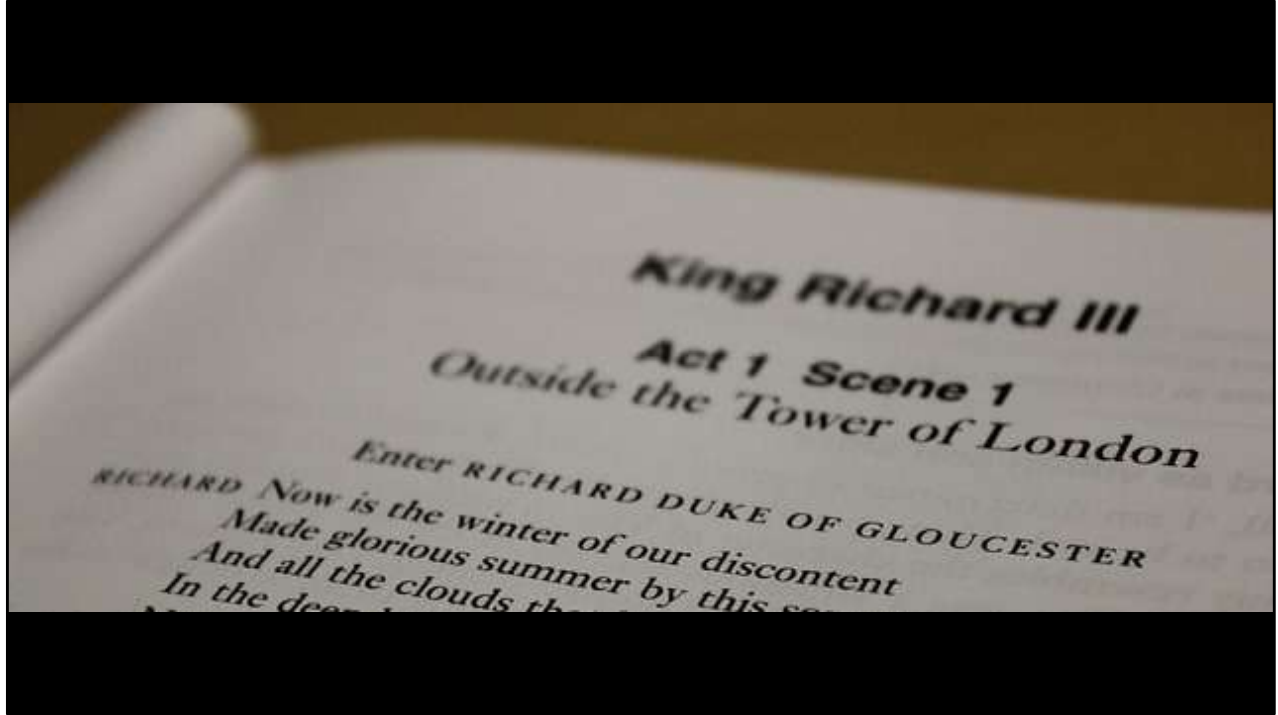 King Richard III
Act 1 Scene 1
Outside the Tower of London
Enter RICHARD DUKE OF GLOUCESTER
RICHARD Now is the winter of our discontent
Made glorious summer by this
And all the clouds
In the